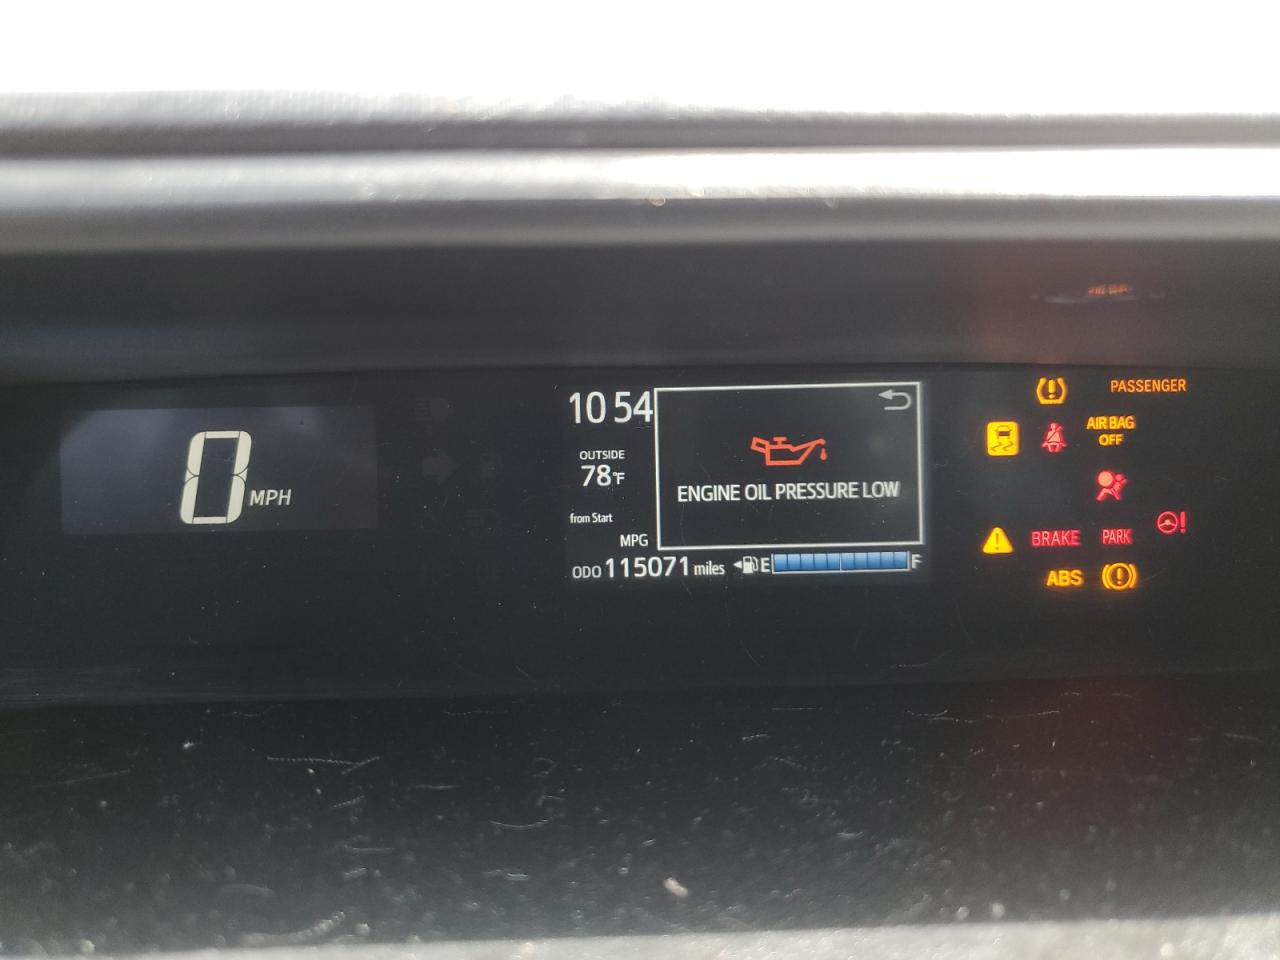 0 MPH
10 54
OUTSIDE
78°F
from Start
MPG
ODO 115071 miles
ENGINE OIL PRESSURE LOW
E F
PASSENGER
AIR BAG
OFF
BRAKE
PARK
ABS